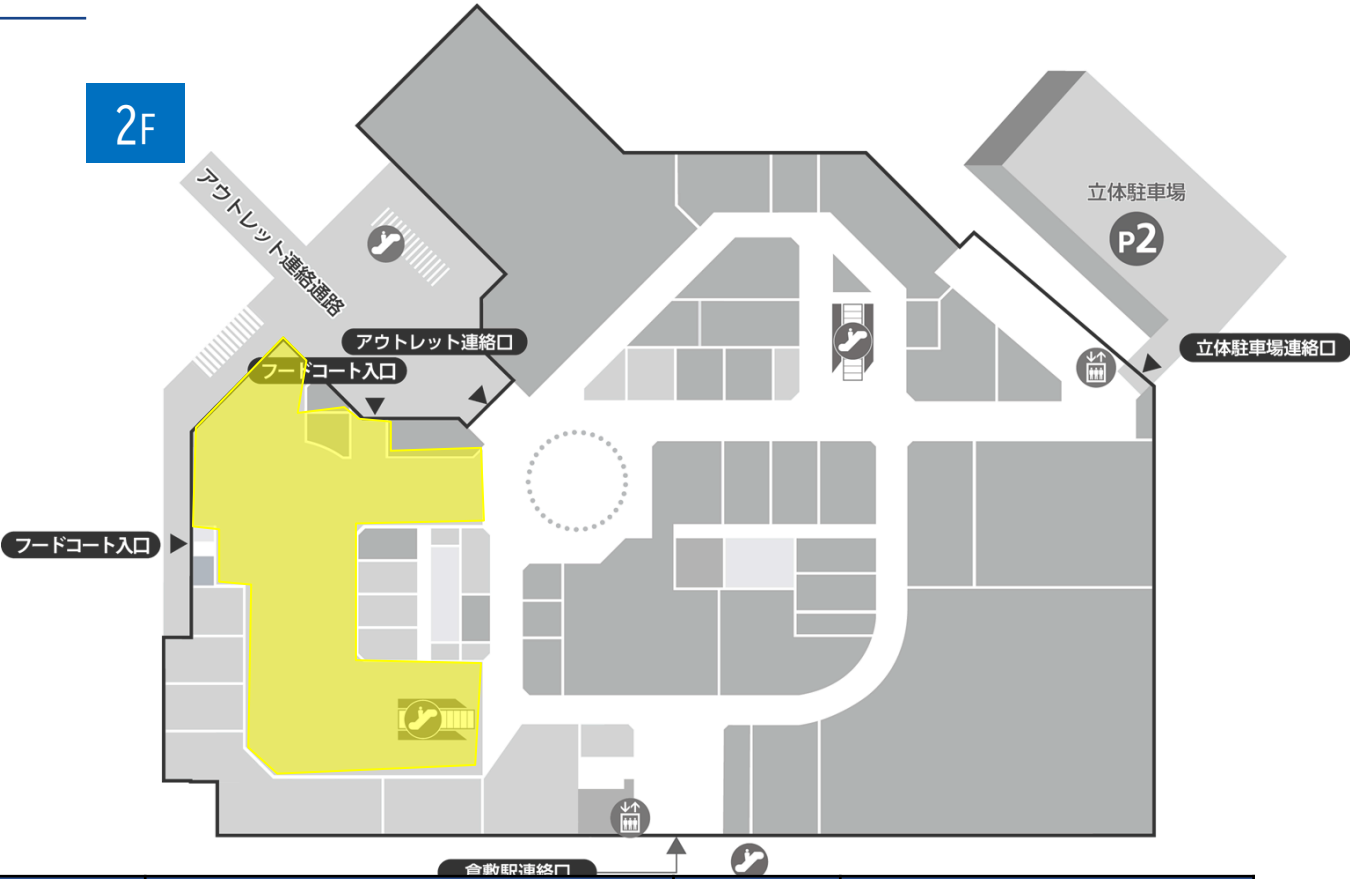 2F
アウトレット連絡通路
立体駐車場
P2
アウトレット連絡口
フードコート入口
立体駐車場連絡口
フードコート入口
倉敷駅連絡口